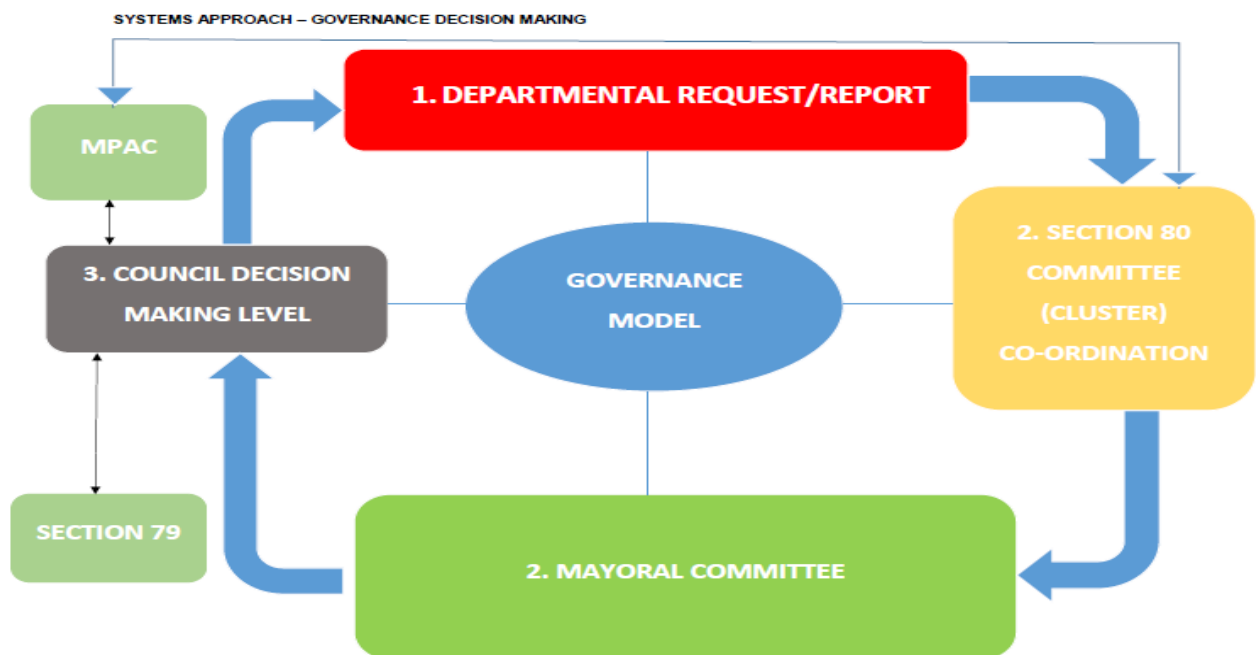 SYSTEMS APPROACH – GOVERNANCE DECISION MAKING
1. DEPARTMENTAL REQUEST/REPORT
MPAC
2. SECTION 80
COMMITTEE
(CLUSTER)
CO-ORDINATION
3. COUNCIL DECISION
MAKING LEVEL
GOVERNANCE
MODEL
SECTION 79
2. MAYORAL COMMITTEE